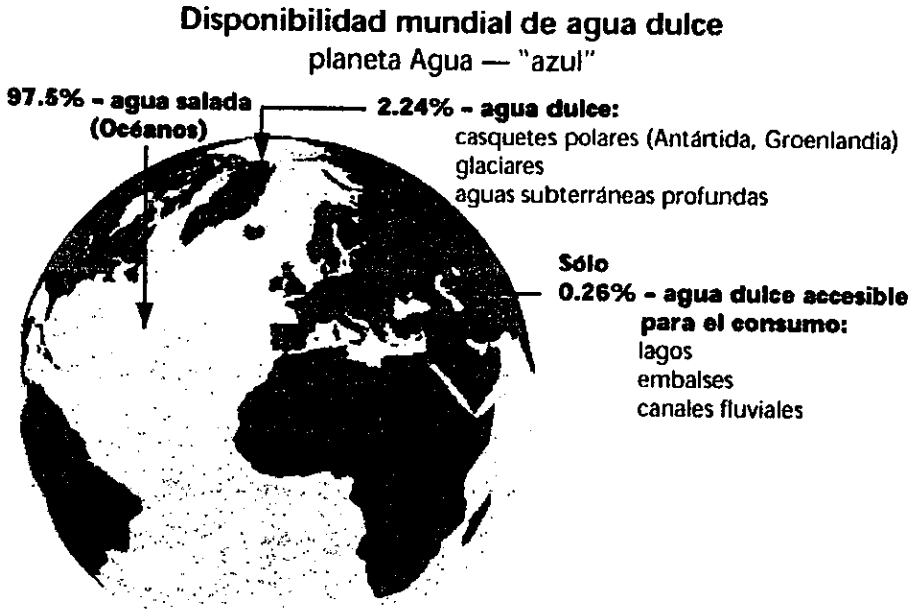 Disponibilidad mundial de agua dulce
planeta Agua — "azul"
97.5% - agua salada
(Océanos)
2.24% - agua dulce:
casquetes polares (Antártida, Groenlandia)
glaciares
aguas subterráneas profundas
Sólo
0.26% - agua dulce accesible
para el consumo:
lagos
embalses
canales fluviales